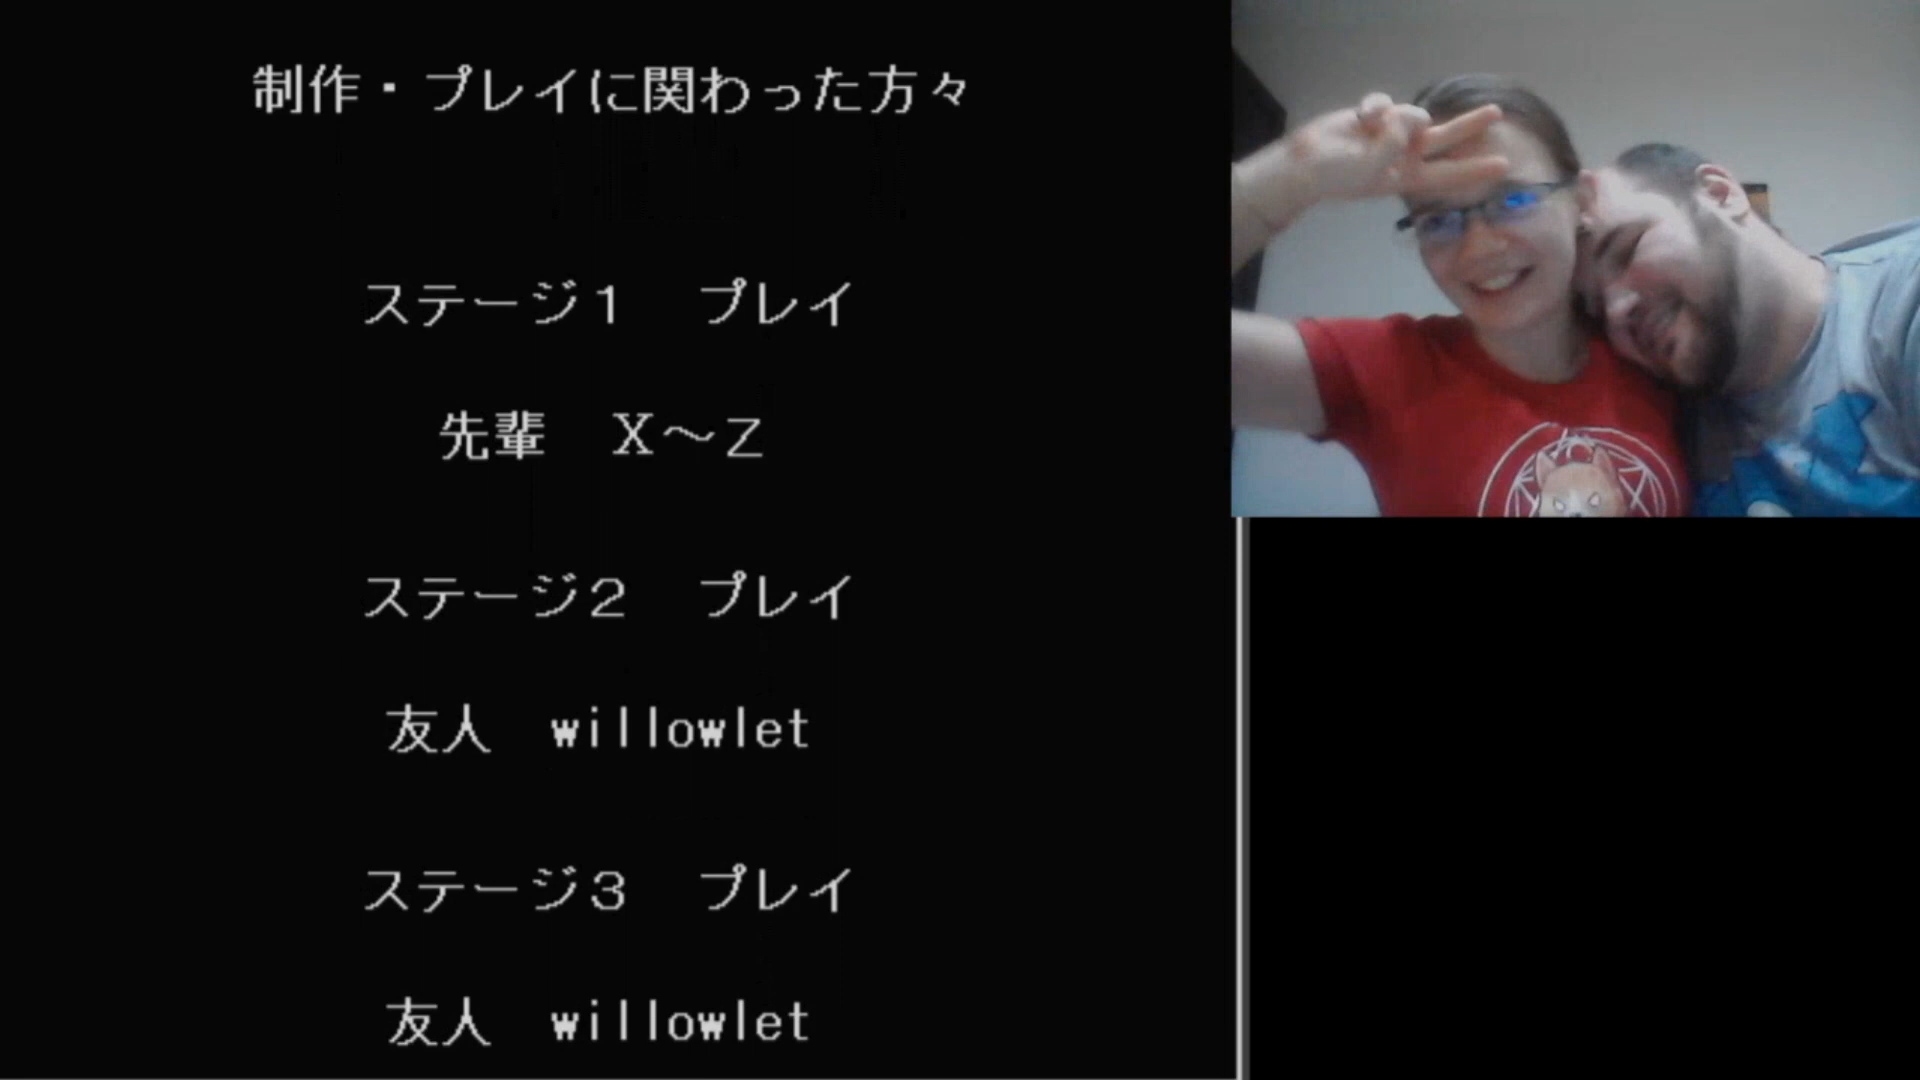 制作・プレイに関わった方々
ステージ１　プレイ
先輩　Ｘ～Ｚ
ステージ２　プレイ
友人　willowlet
ステージ３　プレイ
友人　willowlet